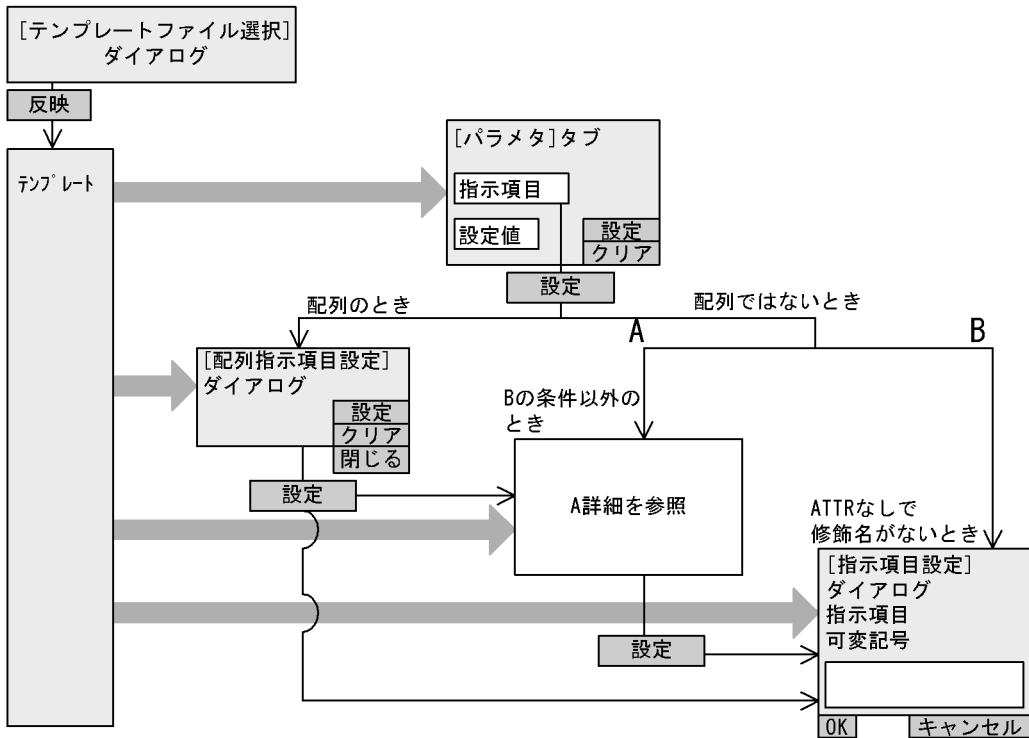 [テンプレートファイル選択]
ダイアログ
反映
テンプレート
[パラメタ]タブ
指示項目
設定値
設定
クリア
設定
配列のとき
配列ではないとき
A
B
[配列指示項目設定]
ダイアログ
設定
クリア
閉じる
設定
Bの条件以外の
とき
A詳細を参照
設定
ATTRなしで
修飾名がないとき
[指示項目設定]
ダイアログ
指示項目
可変記号
OK
キャンセル